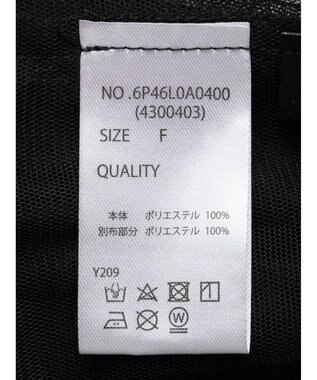 NO.6P46L0A0400
(4300403)
SIZE F
QUALITY
本体 ポリエステル 100%
別布部分 ポリエステル 100%
Y209
W